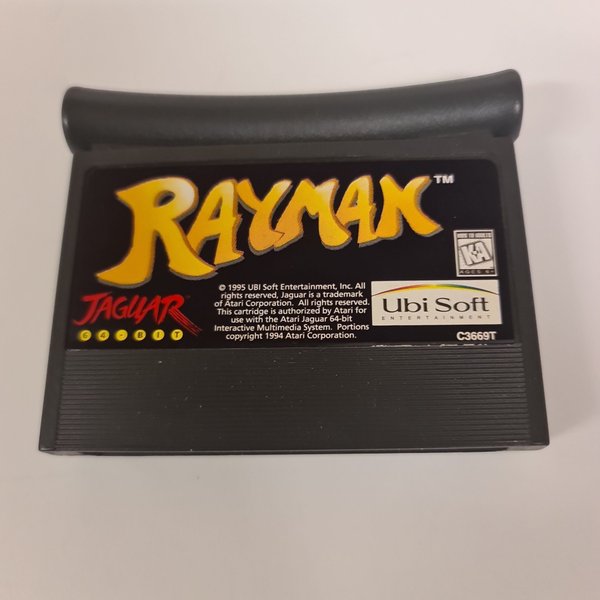 RAYMAN™
KIDS TO ADULTS
K-A
AGES 6+
JAGUAR
64-BIT
© 1995 UBI Soft Entertainment, Inc. All
rights reserved, Jaguar is a trademark
of Atari Corporation. All rights reserved.
This cartridge is authorized by Atari for
use with the Atari Jaguar 64-bit
Interactive Multimedia System. Portions
copyright 1994 Atari Corporation.
Ubi Soft
ENTERTAINMENT
C3669T